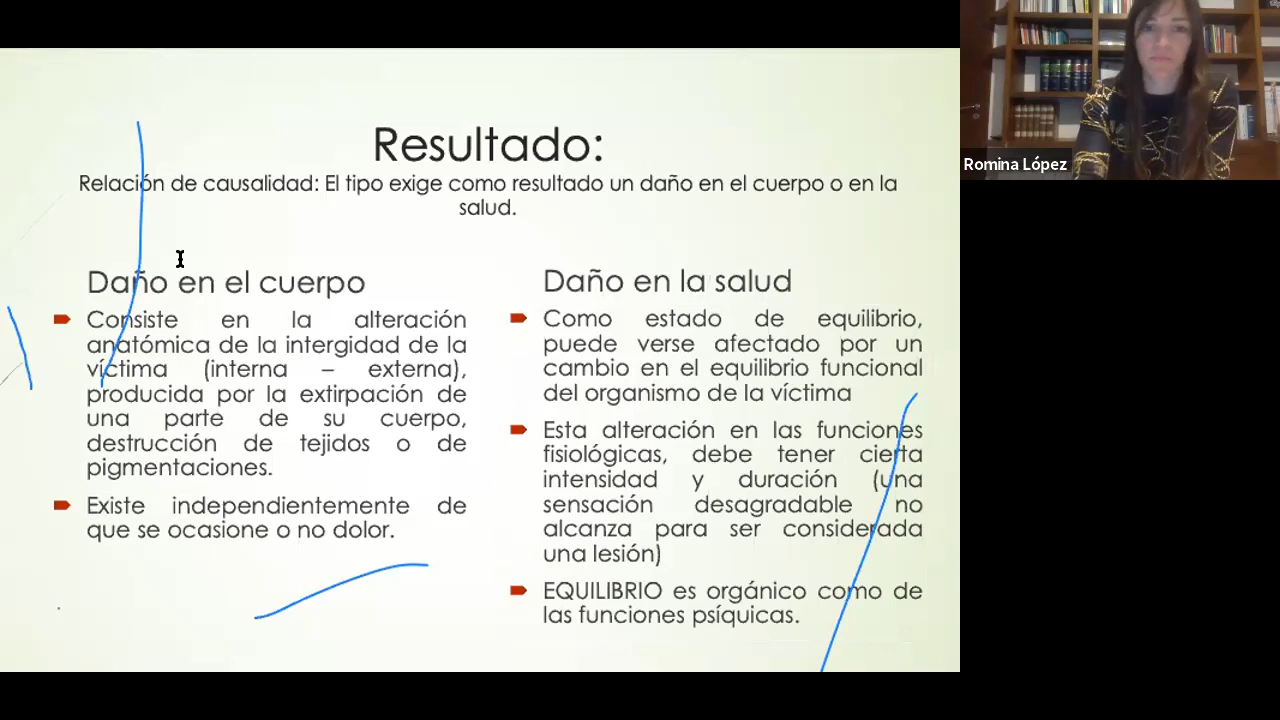 Resultado:
Relación de causalidad: El tipo exige como resultado un daño en el cuerpo o en la
salud.
Daño en el cuerpo
Consiste en la alteración
anatómica de la intergidad de la
víctima (interna – externa),
producida por la extirpación de
una parte de su cuerpo,
destrucción de tejidos o de
pigmentaciones.
Existe independientemente de
que se ocasione o no dolor.
Daño en la salud
Como estado de equilibrio,
puede verse afectado por un
cambio en el equilibrio funcional
del organismo de la víctima
Esta alteración en las funciones
fisiológicas, debe tener cierta
intensidad y duración (una
sensación desagradable no
alcanza para ser considerada
una lesión)
EQUILIBRIO es orgánico como de
las funciones psíquicas.
Romina López